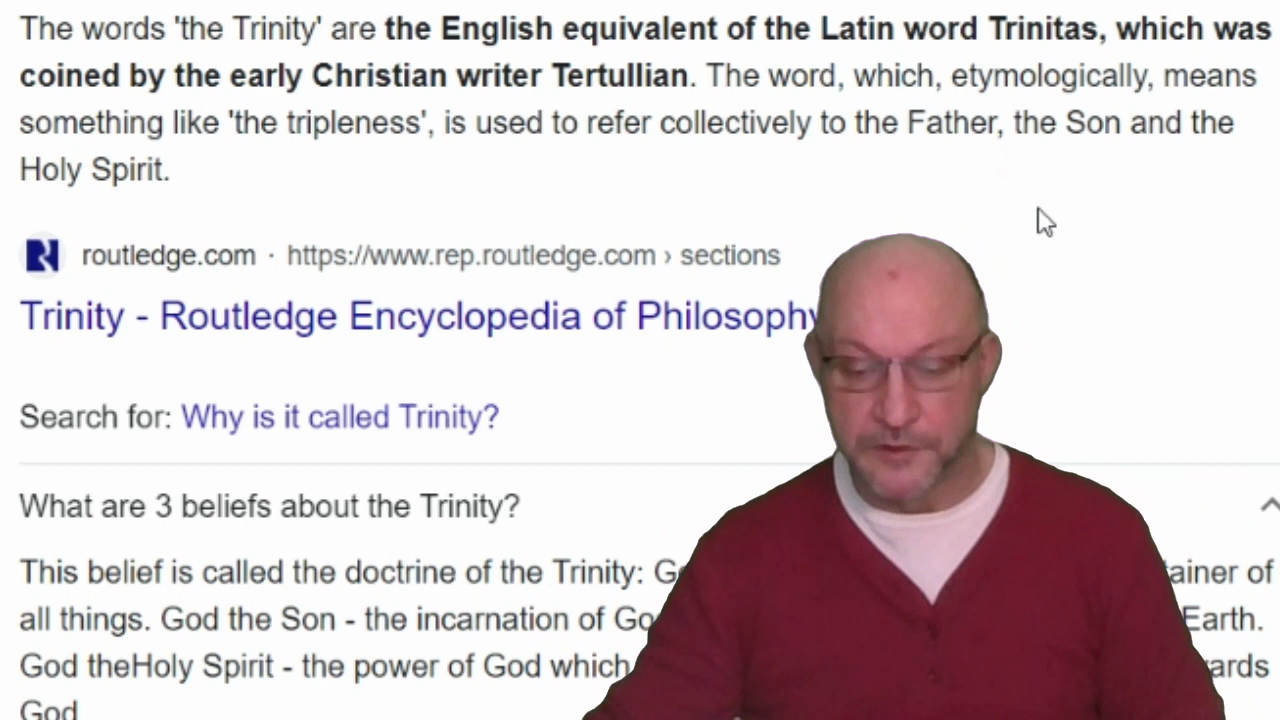 The words 'the Trinity' are the English equivalent of the Latin word Trinitas, which was
coined by the early Christian writer Tertullian. The word, which, etymologically, means
something like 'the tripleness', is used to refer collectively to the Father, the Son and the
Holy Spirit.
routledge.com · https://www.rep.routledge.com › sections
Trinity - Routledge Encyclopedia of Philosophy
Search for: Why is it called Trinity?
What are 3 beliefs about the Trinity?
This belief is called the doctrine of the Trinity: of
all things. God the Son - the incarnation of Earth.
God theHoly Spirit - the power of God which
God